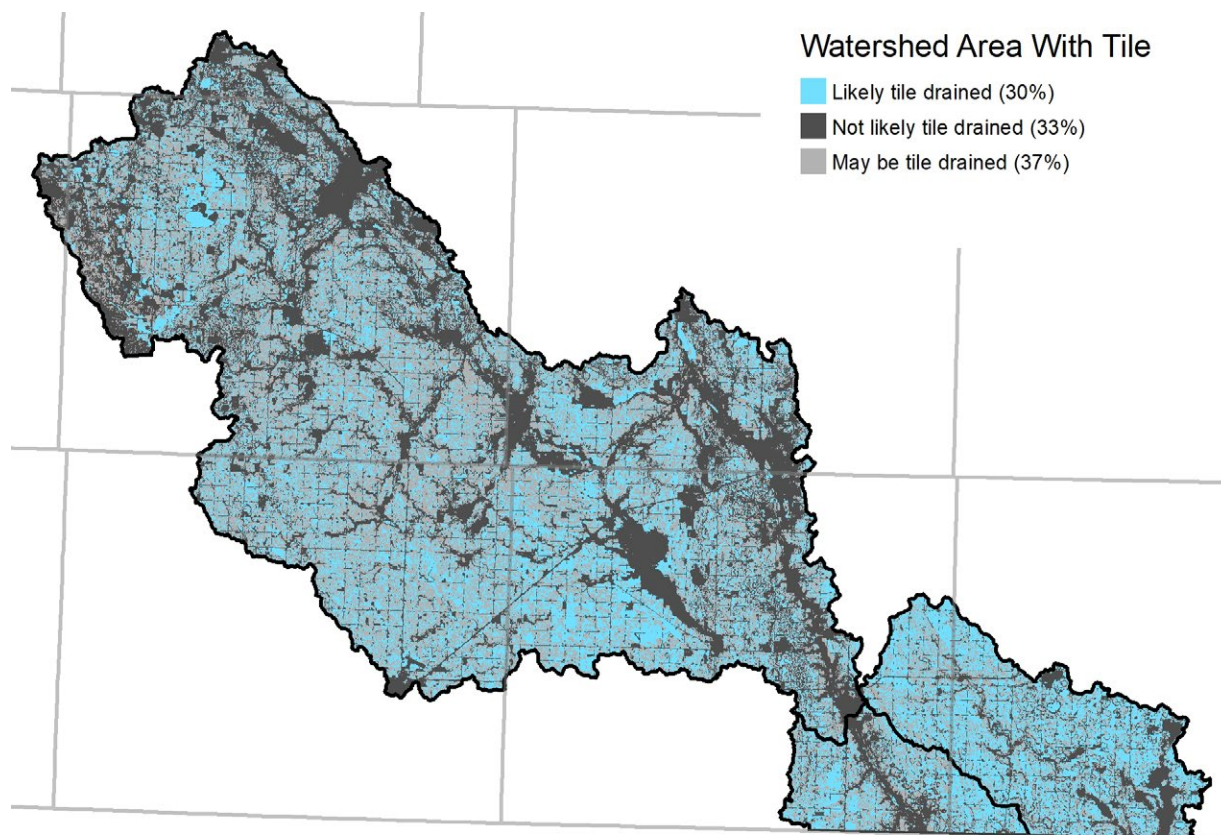 Watershed Area With Tile
Likely tile drained (30%)
Not likely tile drained (33%)
May be tile drained (37%)